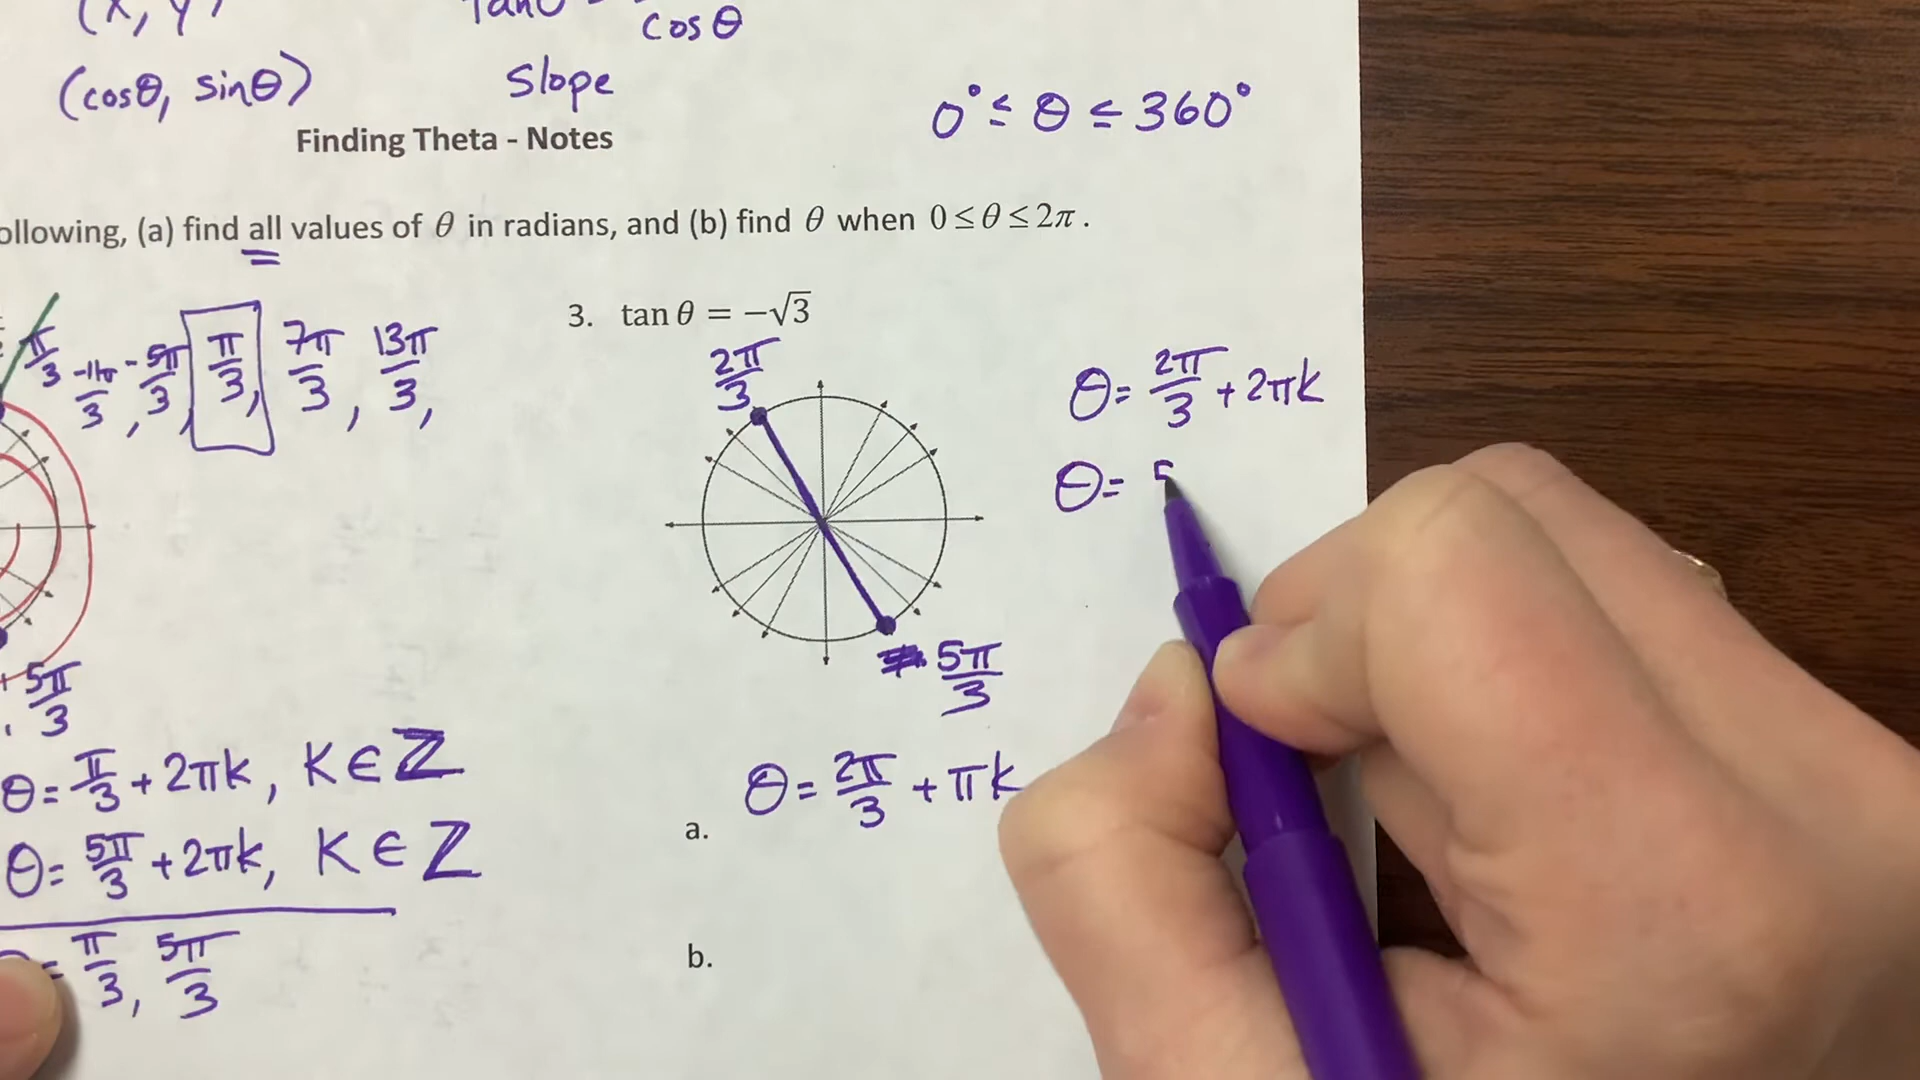 (x, y)
tanθ =
cosθ
(cosθ, sinθ)
Slope
0° ≤ θ ≤ 360°
Finding Theta - Notes
ollowing, (a) find all values of θ in radians, and (b) find θ when 0 ≤ θ ≤ 2π .
π/3 -11π/3, -5π/3, π/3, 7π/3, 13π/3,
3. tan θ = −√3
2π/3
θ = 2π/3 + 2πk
θ = 5
5π/3
5π/3
θ = π/3 + 2πk, K ∈ Z
θ = 5π/3 + 2πk, K ∈ Z
a. θ = 2π/3 + πk
= π/3, 5π/3
b.